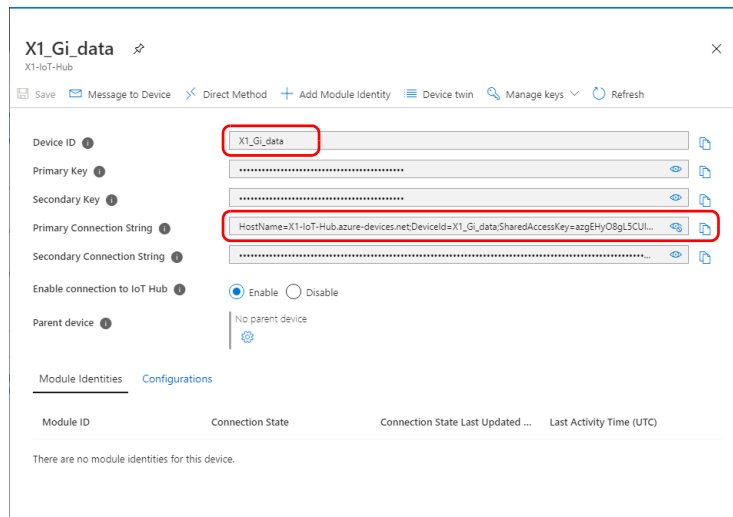 X1_Gi_data
X1-IoT-Hub
Save Message to Device Direct Method Add Module Identity Device twin Manage keys Refresh
Device ID X1_Gi_data
Primary Key ••••••••••••••••••••••••••••••••••••••••••••
Secondary Key ••••••••••••••••••••••••••••••••••••••••••••
Primary Connection String HostName=X1-IoT-Hub.azure-devices.net;DeviceId=X1_Gi_data;SharedAccessKey=azgEHyO8gL5CUI...
Secondary Connection String ••••••••••••••••••••••••••••••••••••••••••••••••••••••••••••••••••••••••••••••••••••••••...
Enable connection to IoT Hub Enable Disable
Parent device No parent device
Module Identities Configurations
Module ID Connection State Connection State Last Updated ... Last Activity Time (UTC)
There are no module identities for this device.